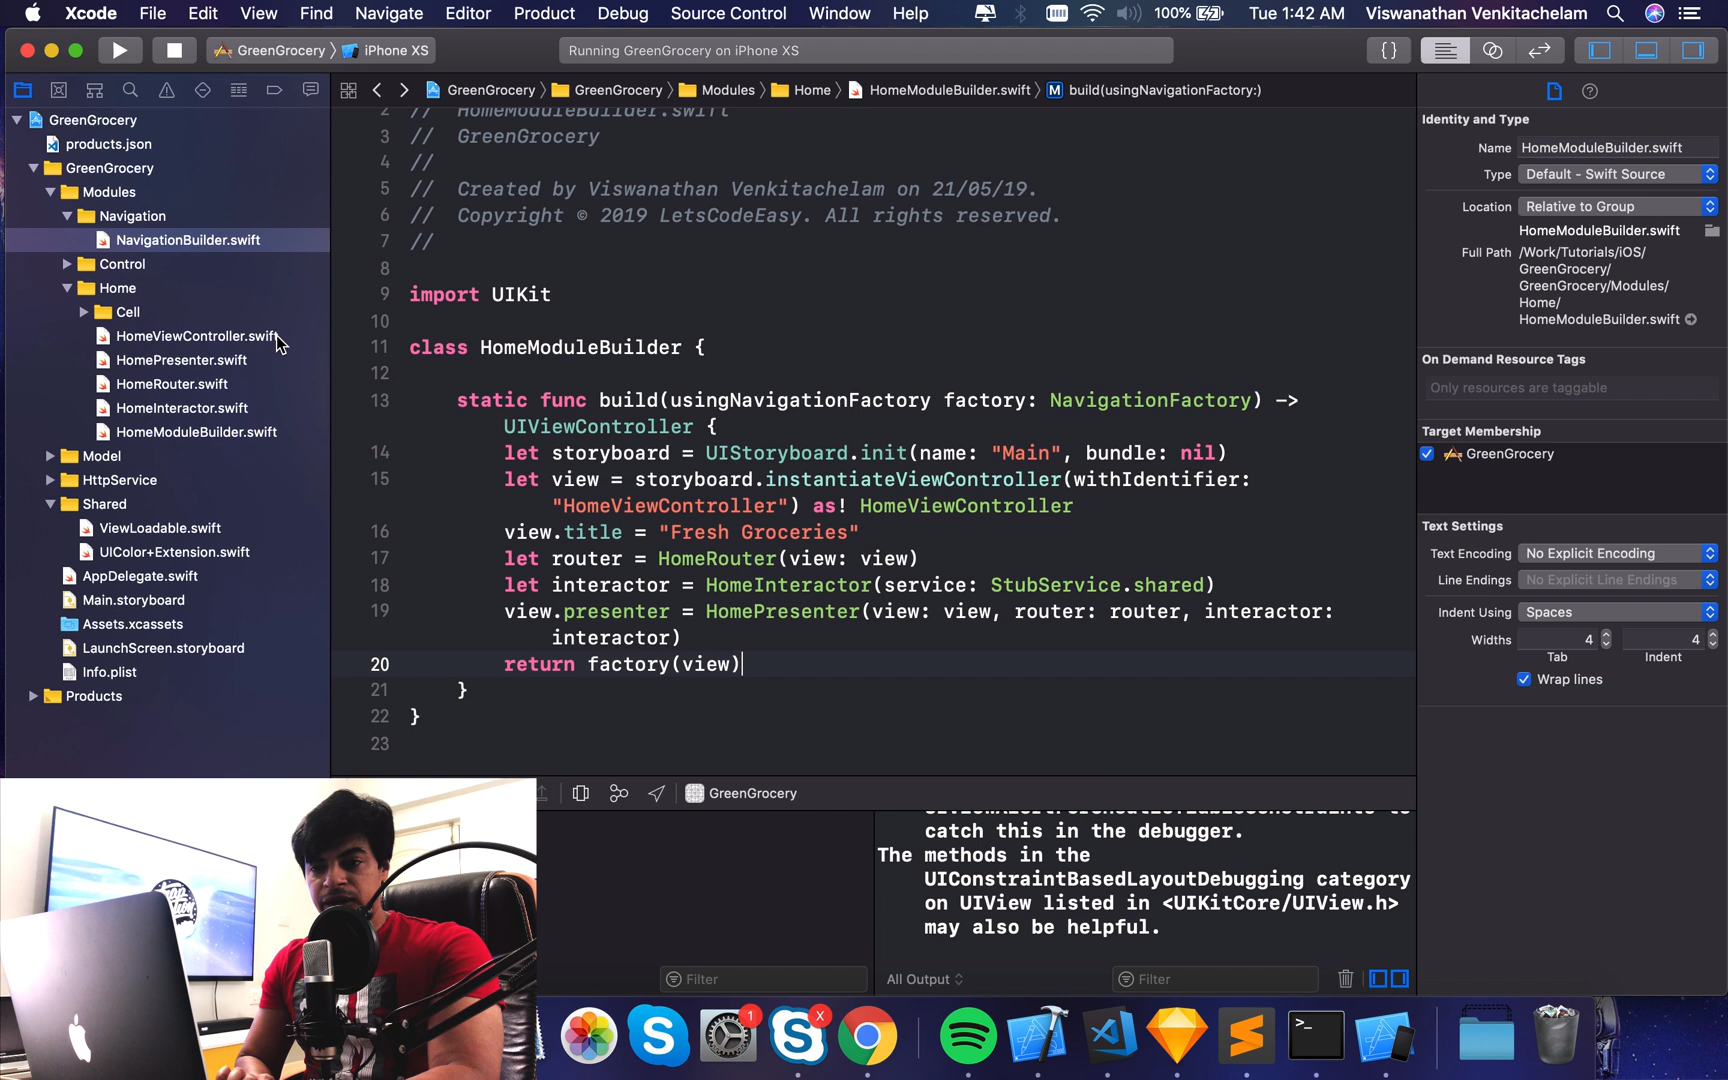 Xcode File Edit View Find Navigate Editor Product Debug Source Control Window Help 100% Tue 1:42 AM Viswanathan Venkitachelam
GreenGrocery iPhone XS
Running GreenGrocery on iPhone XS
{}
GreenGrocery GreenGrocery Modules Home HomeModuleBuilder.swift M build(usingNavigationFactory:)
GreenGrocery
products.json
GreenGrocery
Modules
Navigation
NavigationBuilder.swift
Control
Home
Cell
HomeViewController.swift
HomePresenter.swift
HomeRouter.swift
HomeInteractor.swift
HomeModuleBuilder.swift
Model
HttpService
Shared
ViewLoadable.swift
UIColor+Extension.swift
AppDelegate.swift
Main.storyboard
Assets.xcassets
LaunchScreen.storyboard
Info.plist
Products
2 // HomeModuleBuilder.swift
3 // GreenGrocery
4 //
5 // Created by Viswanathan Venkitachelam on 21/05/19.
6 // Copyright © 2019 LetsCodeEasy. All rights reserved.
7 //
8
9 import UIKit
10
11 class HomeModuleBuilder {
12
13 static func build(usingNavigationFactory factory: NavigationFactory) ->
UIViewController {
14 let storyboard = UIStoryboard.init(name: "Main", bundle: nil)
15 let view = storyboard.instantiateViewController(withIdentifier:
"HomeViewController") as! HomeViewController
16 view.title = "Fresh Groceries"
17 let router = HomeRouter(view: view)
18 let interactor = HomeInteractor(service: StubService.shared)
19 view.presenter = HomePresenter(view: view, router: router, interactor:
interactor)
20 return factory(view)
21 }
22 }
23
Identity and Type
Name HomeModuleBuilder.swift
Type Default - Swift Source
Location Relative to Group
HomeModuleBuilder.swift
Full Path /Work/Tutorials/iOS/
GreenGrocery/
GreenGrocery/Modules/
Home/
HomeModuleBuilder.swift
On Demand Resource Tags
Only resources are taggable
Target Membership
GreenGrocery
Text Settings
Text Encoding No Explicit Encoding
Line Endings No Explicit Line Endings
Indent Using Spaces
Widths 4 4
Tab Indent
Wrap lines
GreenGrocery
catch this in the debugger.
The methods in the
UIConstraintBasedLayoutDebugging category
on UIView listed in <UIKitCore/UIView.h>
may also be helpful.
Filter
All Output
Filter
1
X
>_